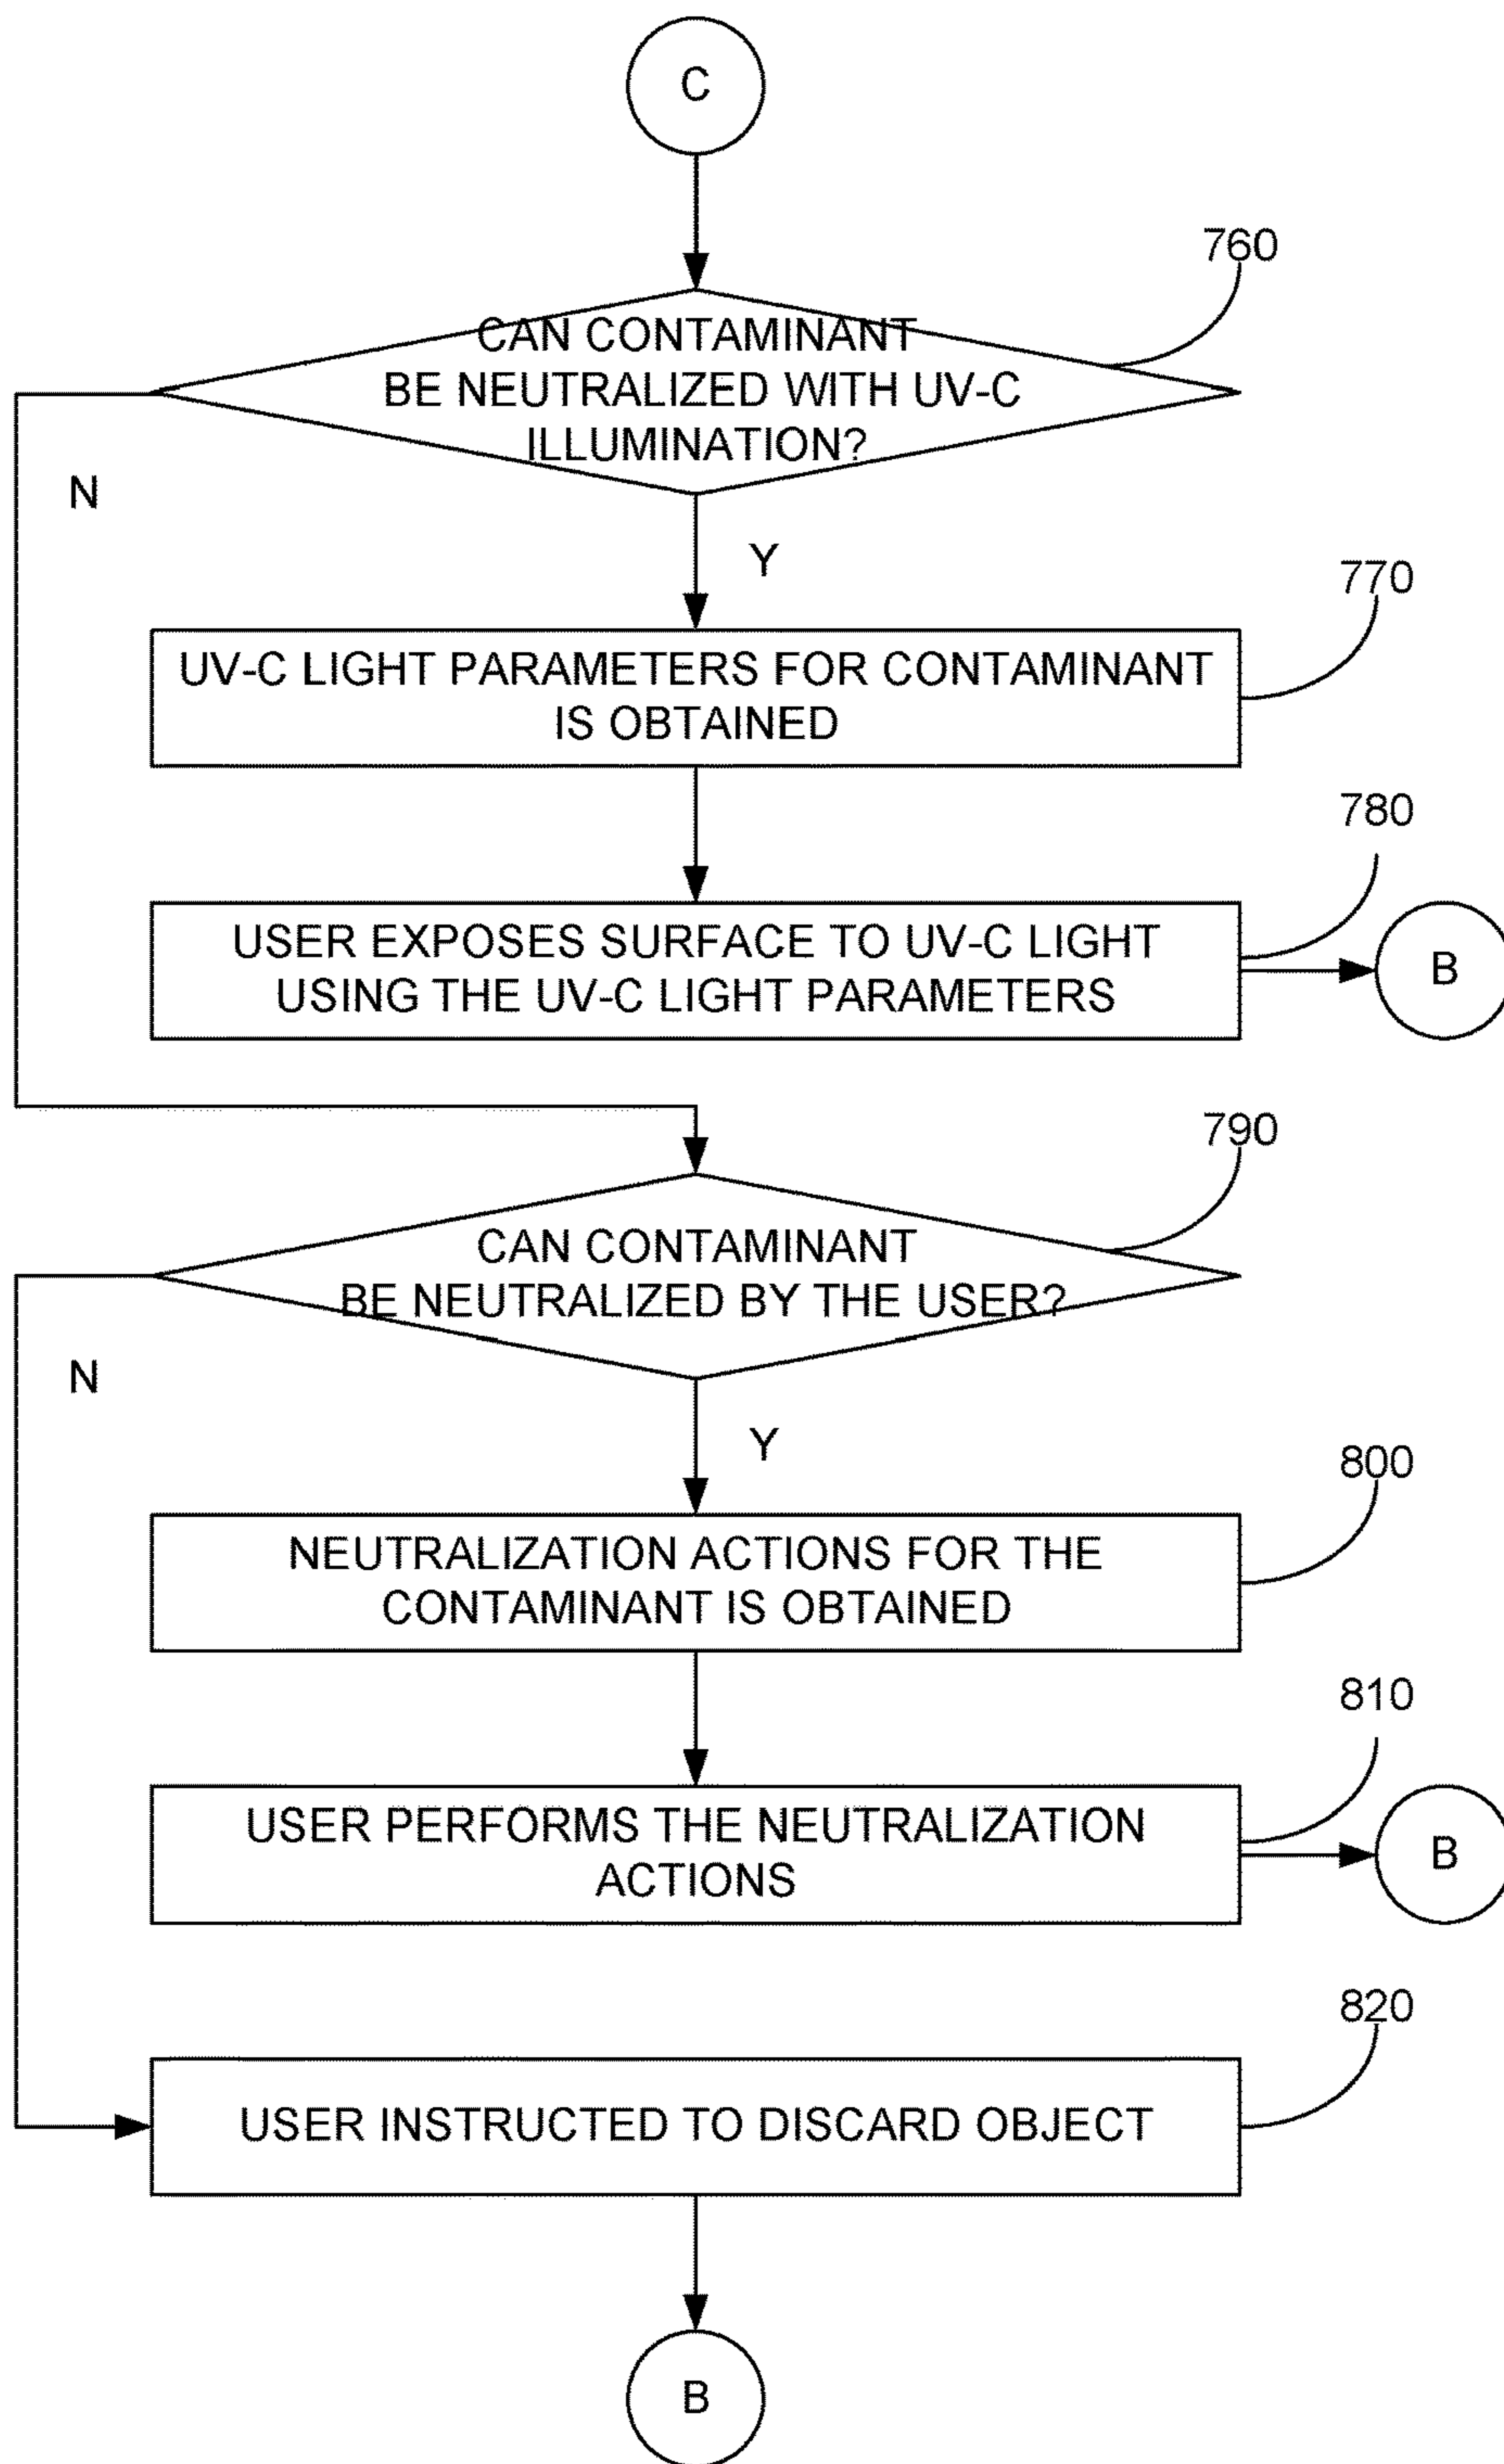 C
760
CAN CONTAMINANT
BE NEUTRALIZED WITH UV-C
ILLUMINATION?
N
Y
770
UV-C LIGHT PARAMETERS FOR CONTAMINANT
IS OBTAINED
780
USER EXPOSES SURFACE TO UV-C LIGHT
USING THE UV-C LIGHT PARAMETERS
B
790
CAN CONTAMINANT
BE NEUTRALIZED BY THE USER?
N
Y
800
NEUTRALIZATION ACTIONS FOR THE
CONTAMINANT IS OBTAINED
810
USER PERFORMS THE NEUTRALIZATION
ACTIONS
B
820
USER INSTRUCTED TO DISCARD OBJECT
B